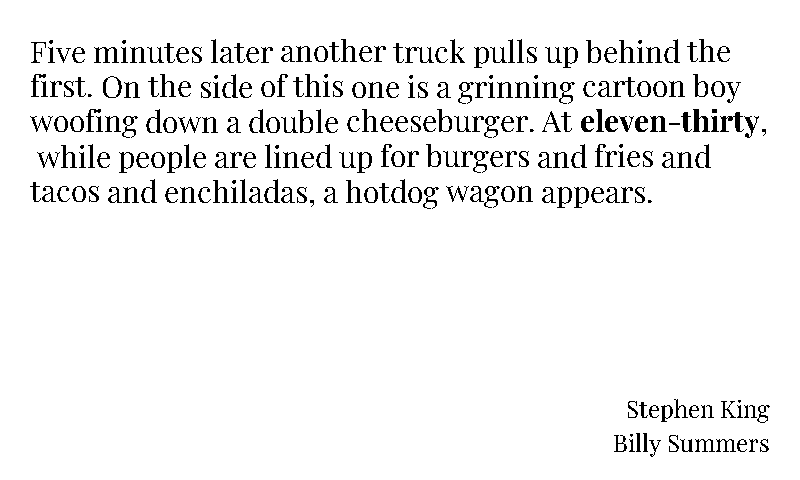 Five minutes later another truck pulls up behind the
first. On the side of this one is a grinning cartoon boy
woofing down a double cheeseburger. At eleven-thirty,
while people are lined up for burgers and fries and
tacos and enchiladas, a hotdog wagon appears.
Stephen King
Billy Summers